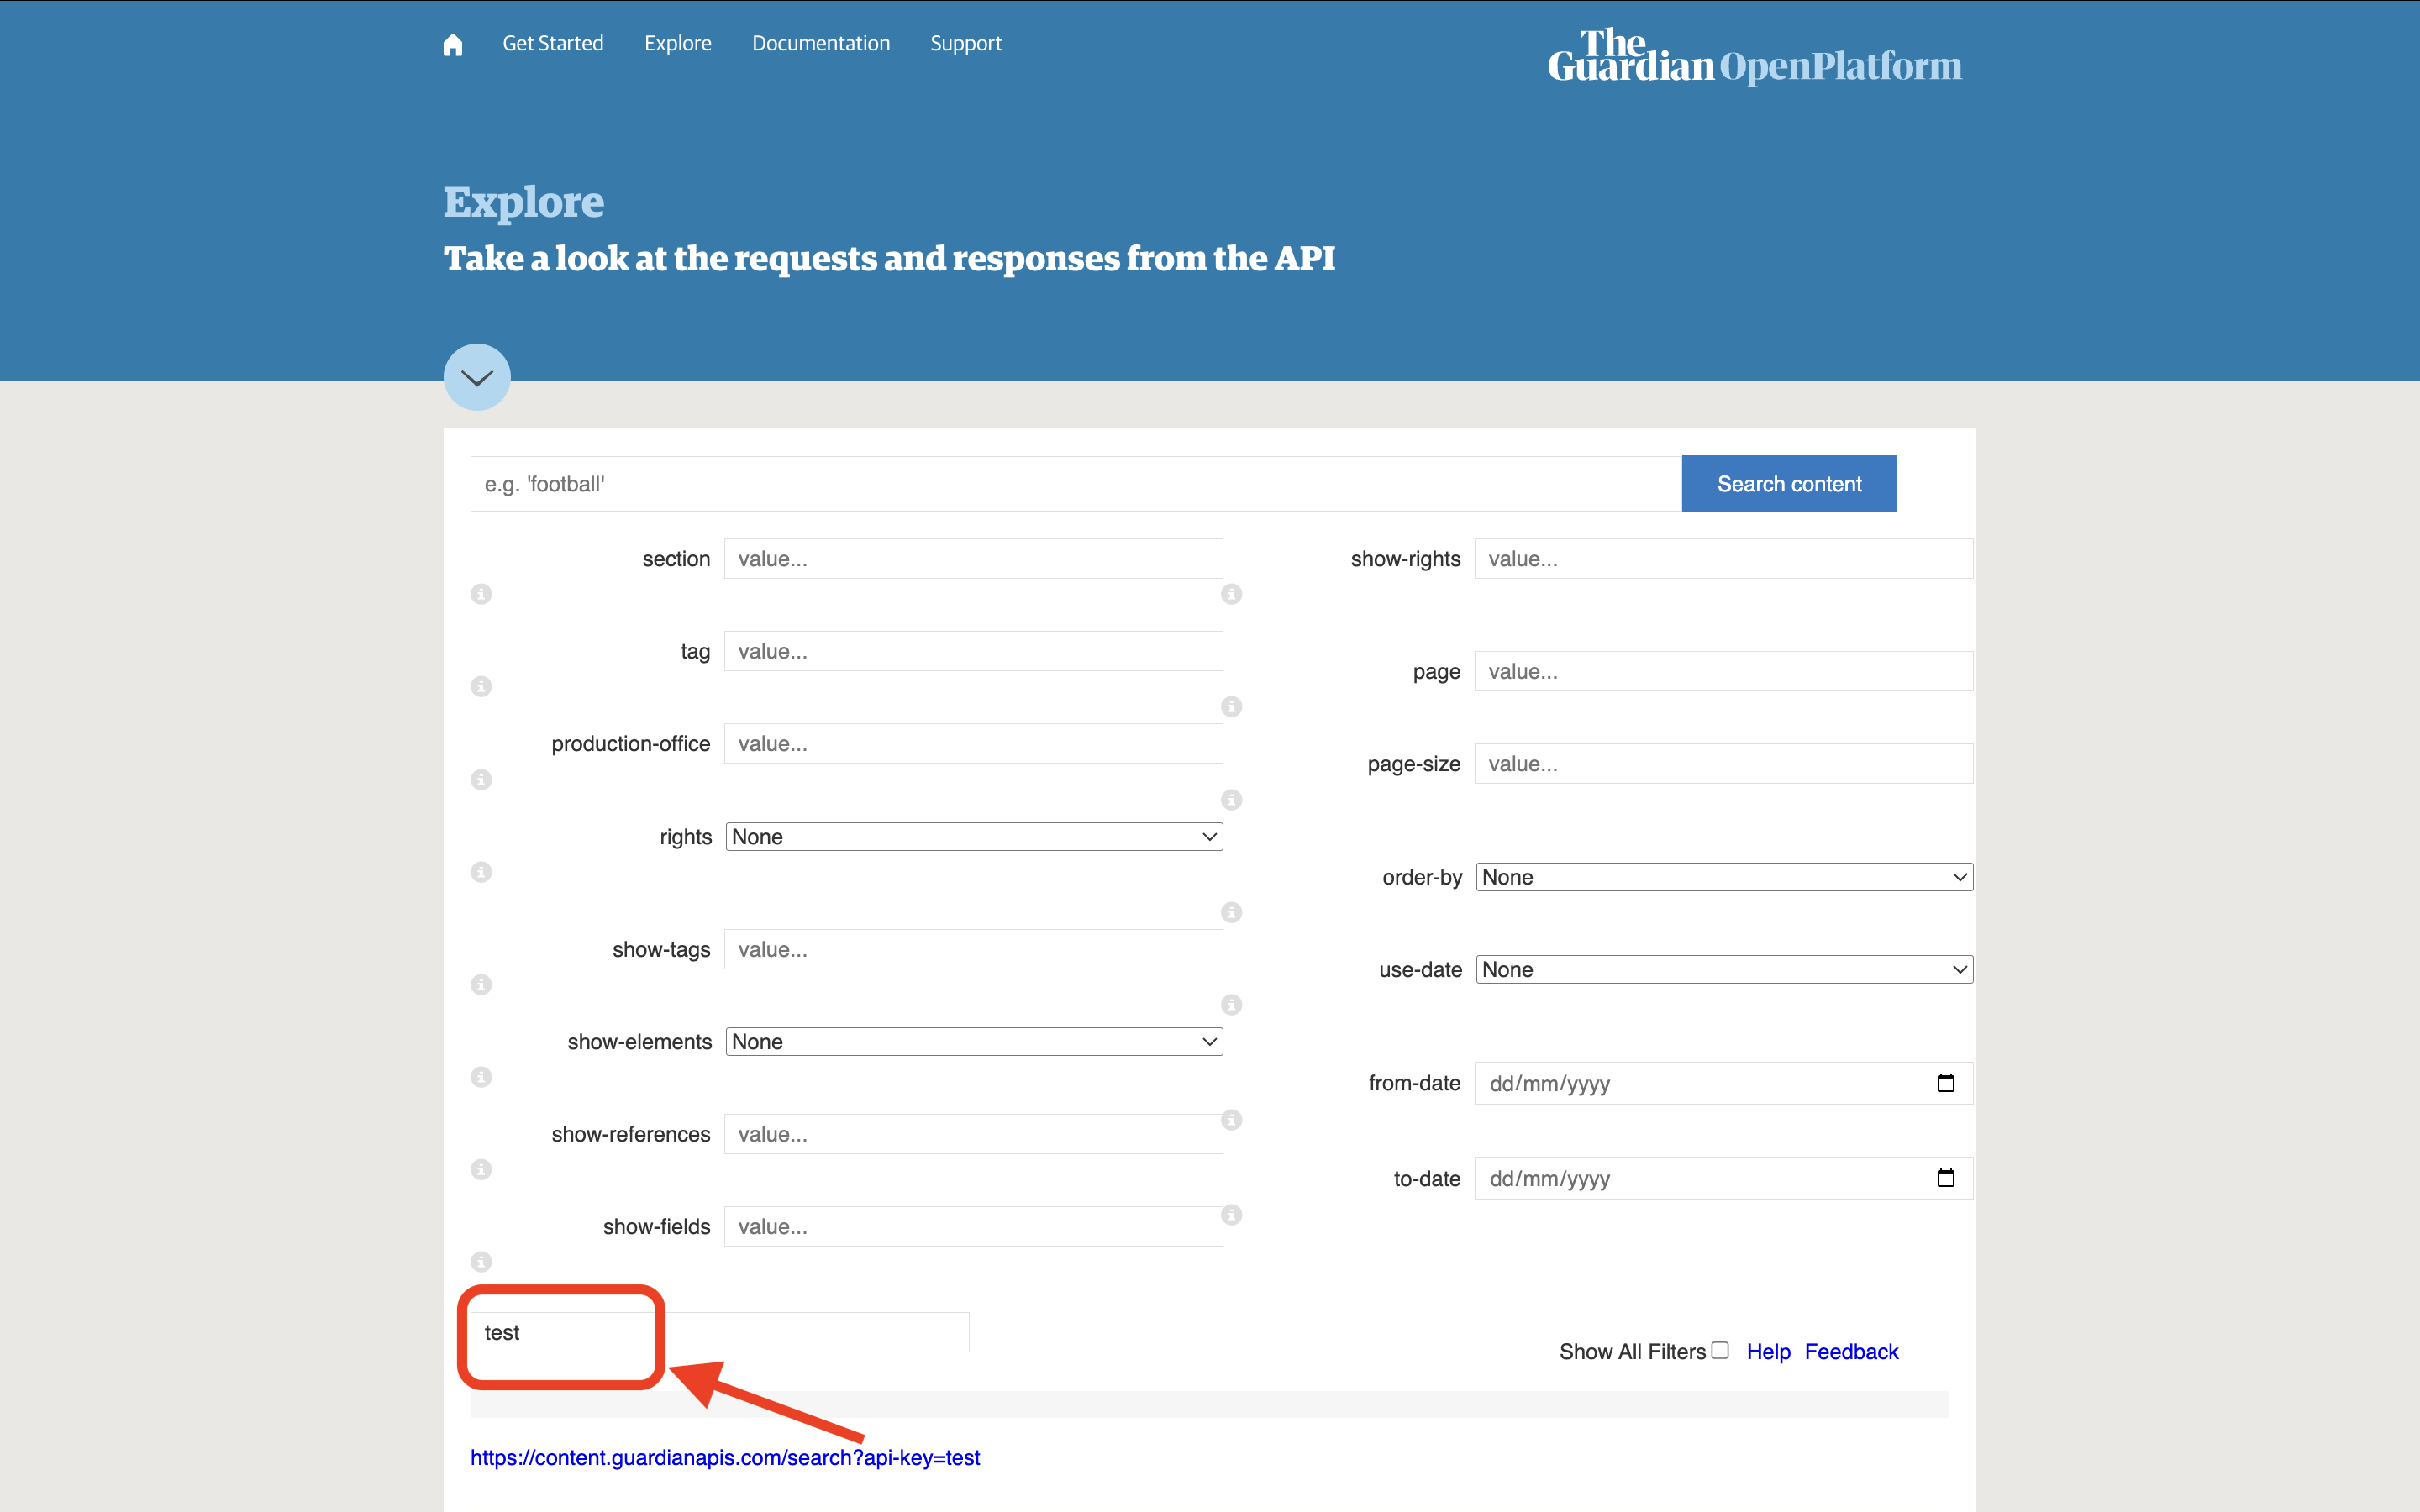 Get Started Explore Documentation Support
The
Guardian OpenPlatform
Explore
Take a look at the requests and responses from the API
e.g. 'football' Search content
section value...
show-rights value...
tag value...
page value...
production-office value...
page-size value...
rights None
order-by None
show-tags value...
use-date None
show-elements None
from-date dd/mm/yyyy
show-references value...
to-date dd/mm/yyyy
show-fields value...
test
Show All Filters Help Feedback
https://content.guardianapis.com/search?api-key=test